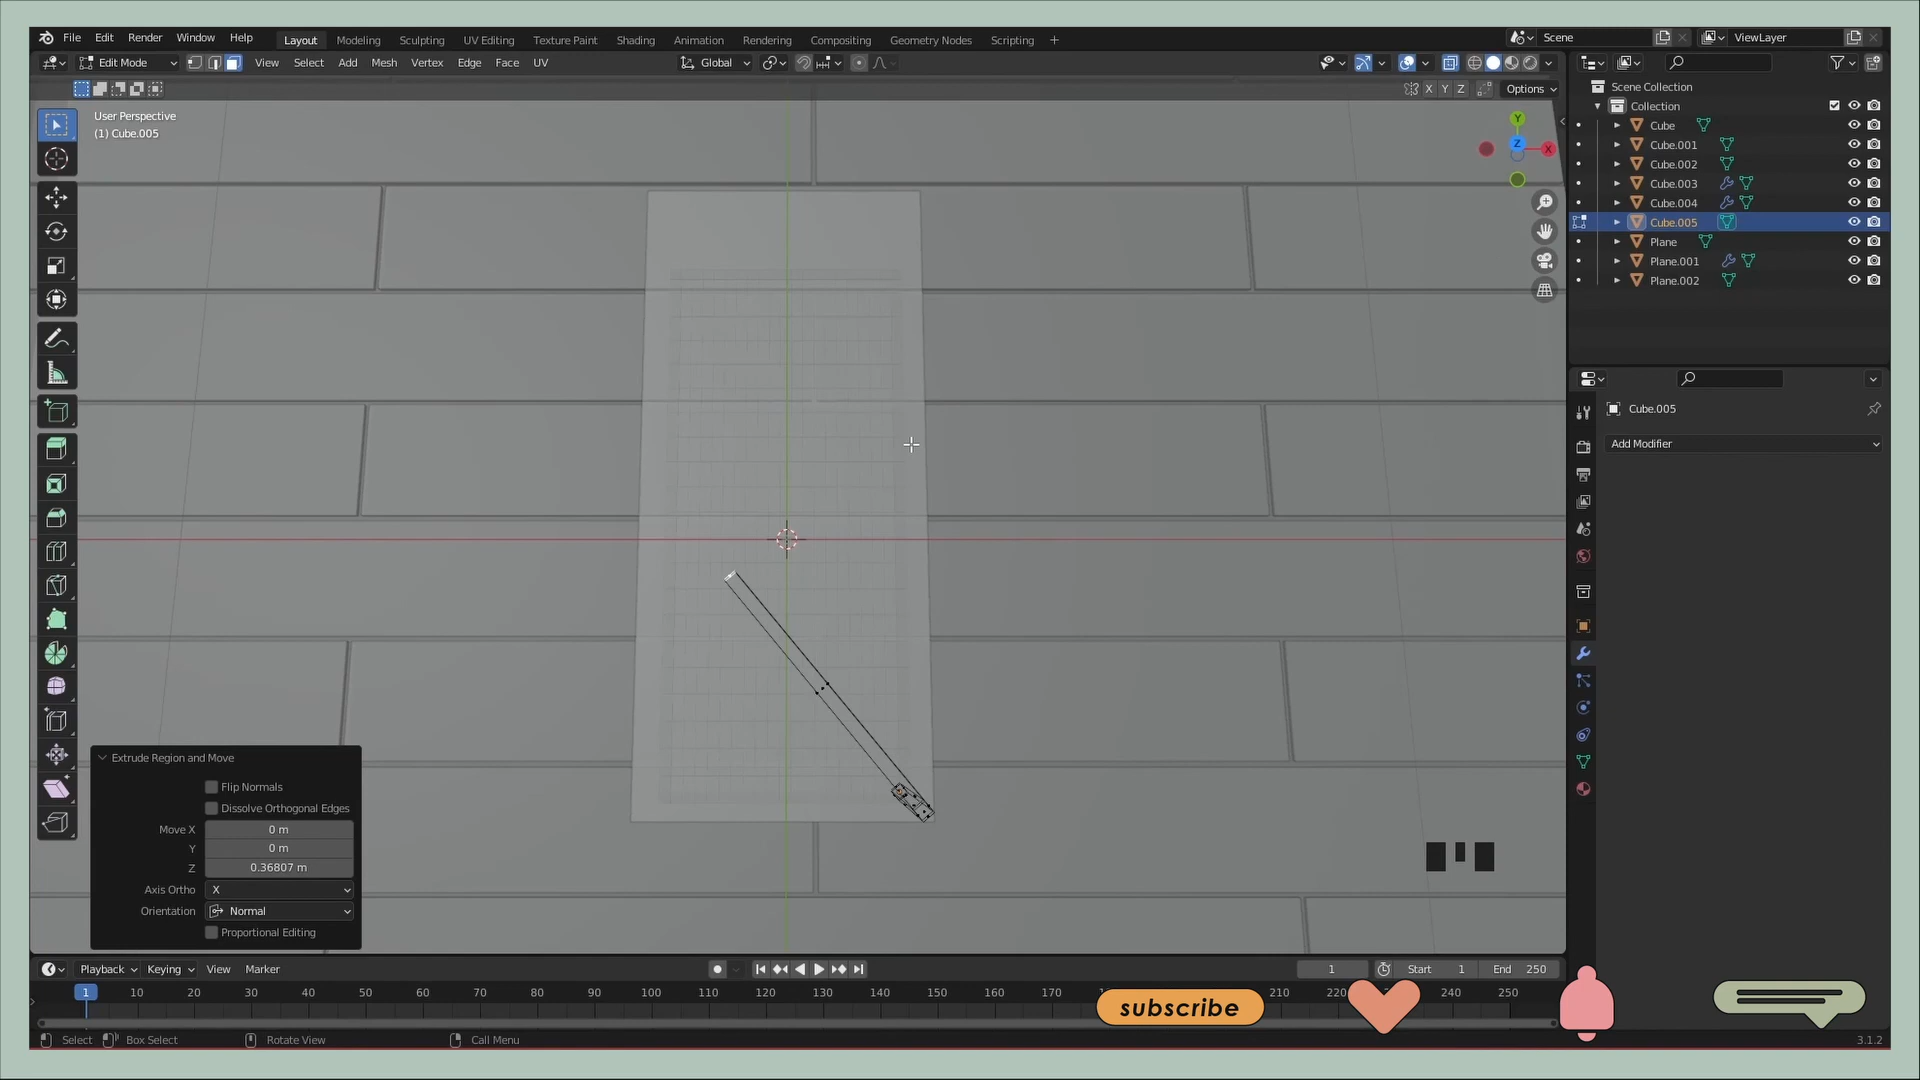 File Edit Render Window Help Layout Modeling Sculpting UV Editing Texture Paint Shading Animation Rendering Compositing Geometry Nodes Scripting + Scene ViewLayer
Edit Mode View Select Add Mesh Vertex Edge Face UV Global
X Y Z Options
User Perspective
(1) Cube.005
Y
Z
X
Scene Collection
Collection
Cube
Cube.001
Cube.002
Cube.003
Cube.004
Cube.005
Plane
Plane.001
Plane.002
Cube.005
Add Modifier
Extrude Region and Move
Flip Normals
Dissolve Orthogonal Edges
Move X 0 m
Y 0 m
Z 0.36807 m
Axis Ortho X
Orientation Normal
Proportional Editing
Playback Keying View Marker 1 Start 1 End 250
1 10 20 30 40 50 60 70 80 90 100 110 120 130 140 150 160 170 210 240 250
subscribe
Select Box Select Rotate View Call Menu 3.1.2